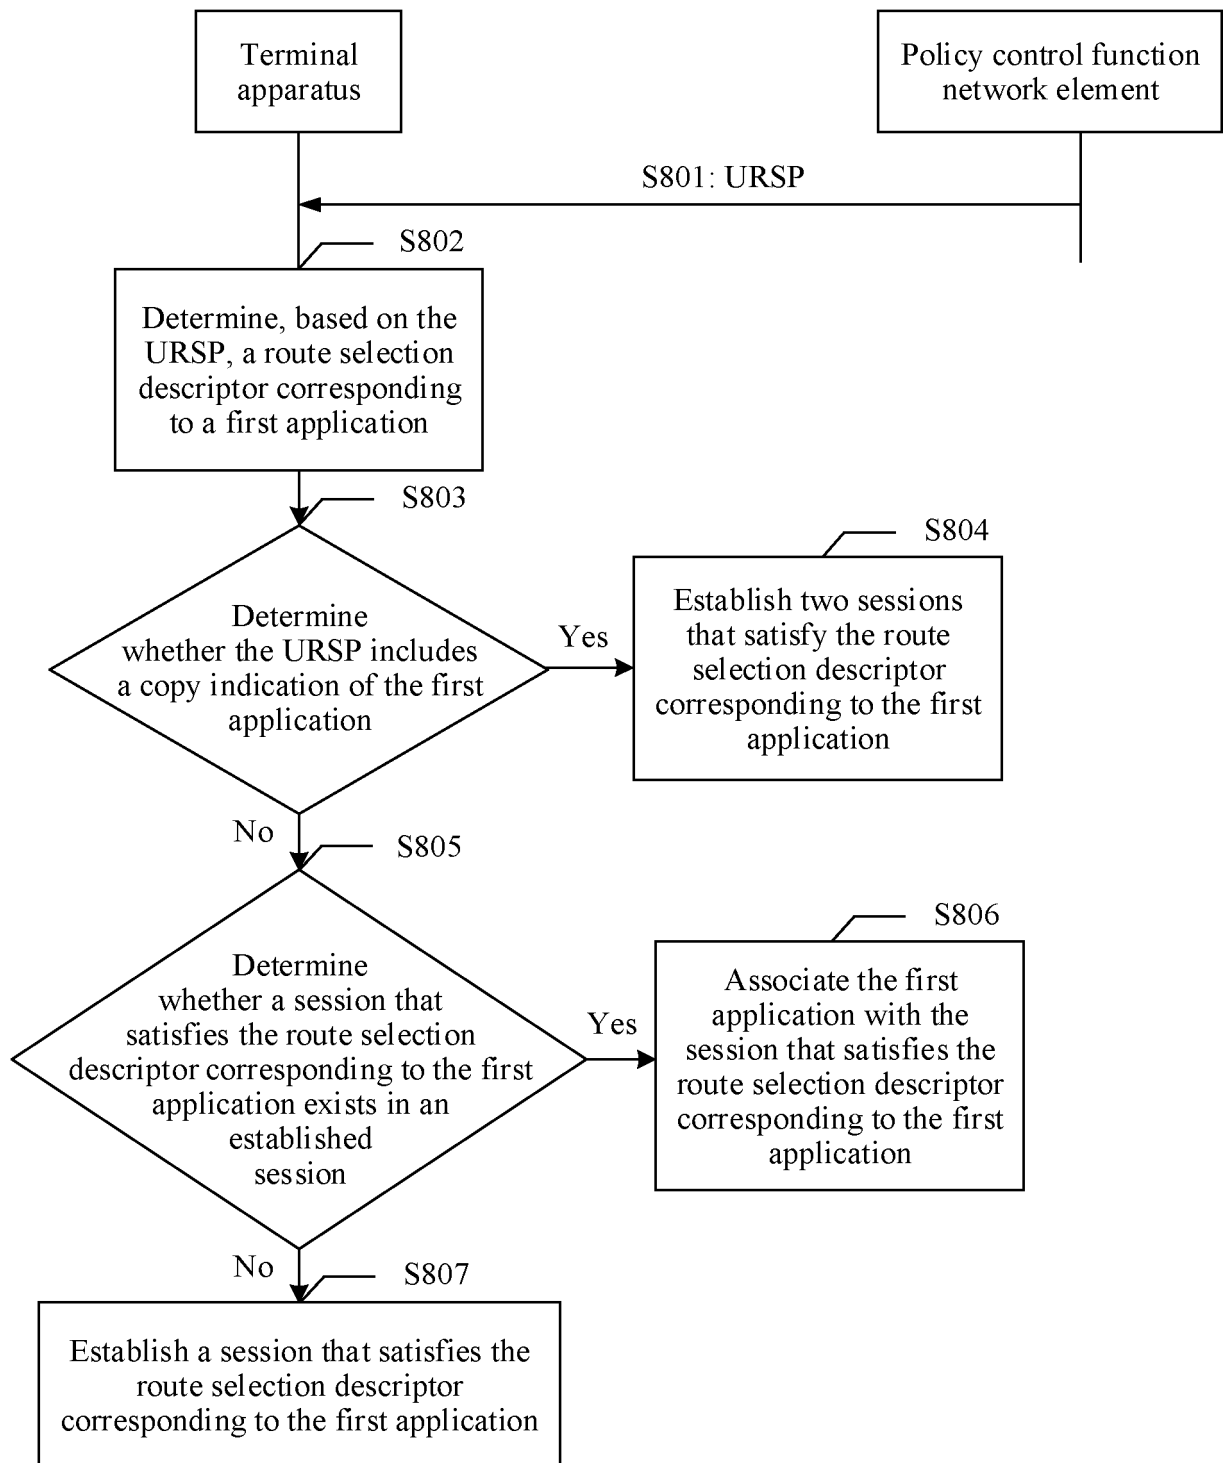 Terminal
apparatus
Policy control function
network element
S801: URSP
S802
Determine, based on the
URSP, a route selection
descriptor corresponding
to a first application
S803
Determine
whether the URSP includes
a copy indication of the first
application
Yes
S804
Establish two sessions
that satisfy the route
selection descriptor
corresponding to the first
application
No
S805
Determine
whether a session that
satisfies the route selection
descriptor corresponding to the first
application exists in an
established
session
Yes
S806
Associate the first
application with the
session that satisfies the
route selection descriptor
corresponding to the first
application
No
S807
Establish a session that satisfies the
route selection descriptor
corresponding to the first application